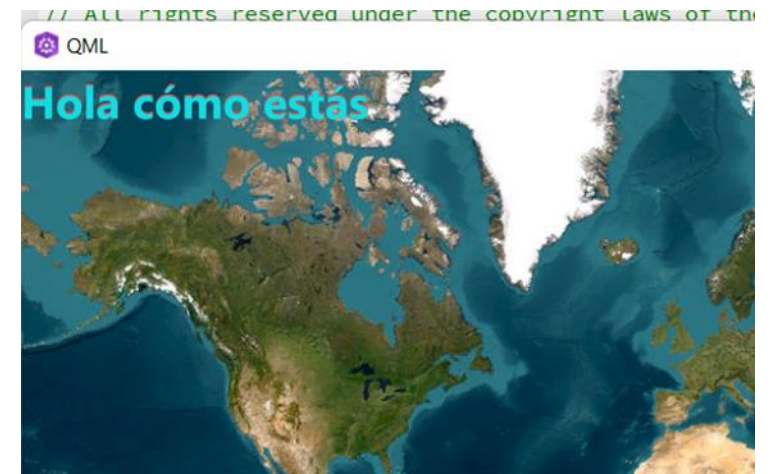 // All rights reserved under the copyright laws of the
QML
Hola cómo estás